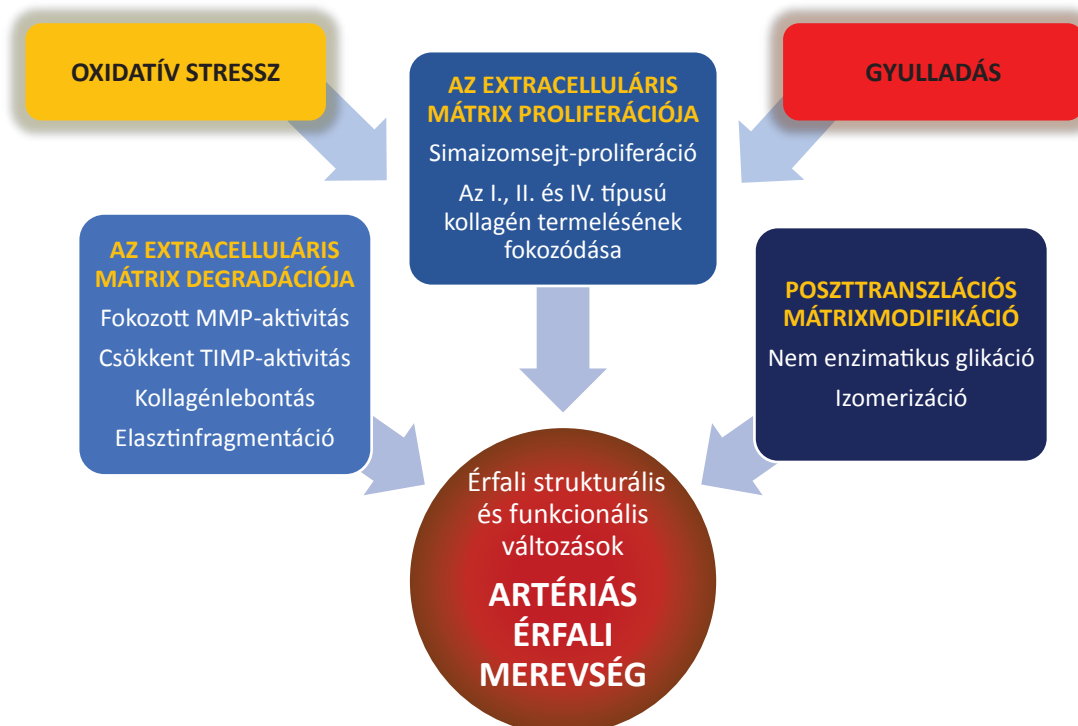 OXIDATÍV STRESSZ
GYULLADÁS
AZ EXTRACELLULÁRIS
MÁTRIX PROLIFERÁCIÓJA
Simaizomsejt-proliferáció
Az I., II. és IV. típusú
kollagén termelésének
fokozódása
AZ EXTRACELLULÁRIS
MÁTRIX DEGRADÁCIÓJA
Fokozott MMP-aktivitás
Csökkent TIMP-aktivitás
Kollagénlebontás
Elasztinfragmentáció
POSZTTRANSZLÁCIÓS
MÁTRIXMODIFIKÁCIÓ
Nem enzimatikus glikáció
Izomerizáció
Érfali strukturális
és funkcionális
változások
ARTÉRIÁS
ÉRFALI
MEREVSÉG